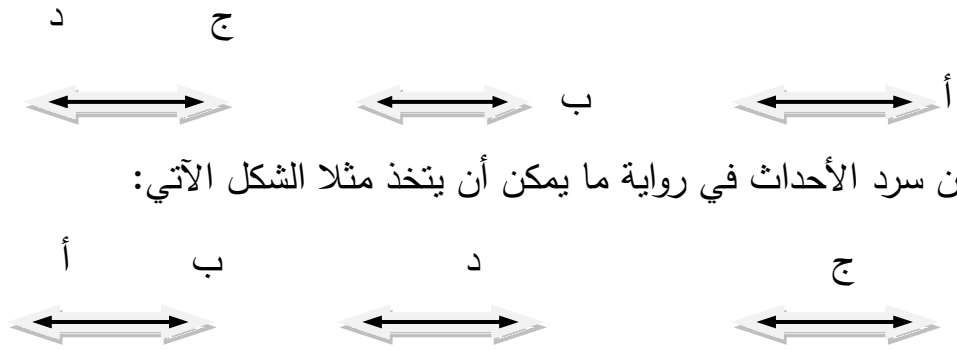 ج د
أ ب
ن سرد الأحداث في رواية ما يمكن أن يتخذ مثلا الشكل الآتي:
ج د ب أ